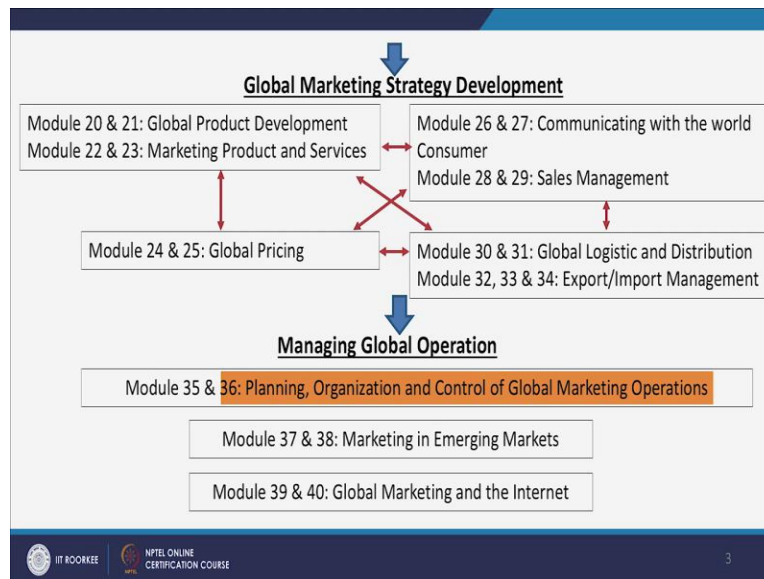 Global Marketing Strategy Development
Module 20 & 21: Global Product Development
Module 22 & 23: Marketing Product and Services
Module 26 & 27: Communicating with the world
Consumer
Module 28 & 29: Sales Management
Module 24 & 25: Global Pricing
Module 30 & 31: Global Logistic and Distribution
Module 32, 33 & 34: Export/Import Management
Managing Global Operation
Module 35 & 36: Planning, Organization and Control of Global Marketing Operations
Module 37 & 38: Marketing in Emerging Markets
Module 39 & 40: Global Marketing and the Internet
IIT ROORKEE
NPTEL ONLINE
CERTIFICATION COURSE
3